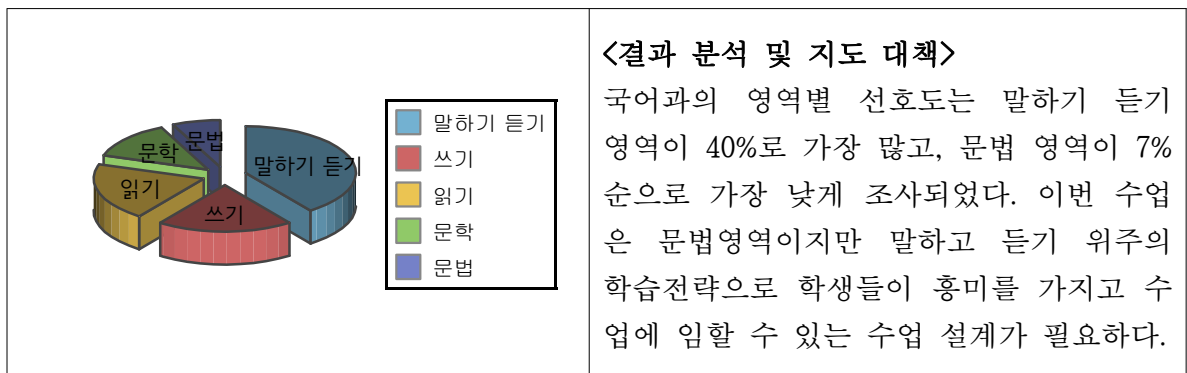 말하기 듣기
쓰기
읽기
문학
문법
말하기 듣기
쓰기
읽기
문학
문법
<결과 분석 및 지도 대책>
국어과의 영역별 선호도는 말하기 듣기
영역이 40%로 가장 많고, 문법 영역이 7%
순으로 가장 낮게 조사되었다. 이번 수업
은 문법영역이지만 말하고 듣기 위주의
학습전략으로 학생들이 흥미를 가지고 수
업에 임할 수 있는 수업 설계가 필요하다.